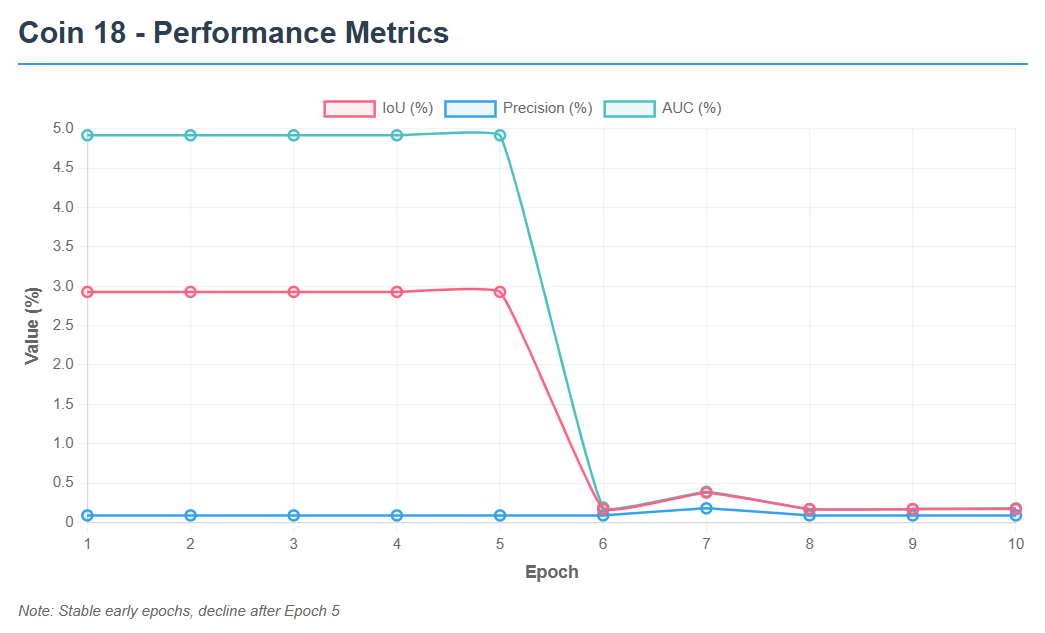 Coin 18 - Performance Metrics
IoU (%) Precision (%) AUC (%)
5.0
4.5
4.0
3.5
3.0
2.5
2.0
1.5
1.0
0.5
0
Value (%)
1 2 3 4 5 6 7 8 9 10
Epoch
Note: Stable early epochs, decline after Epoch 5